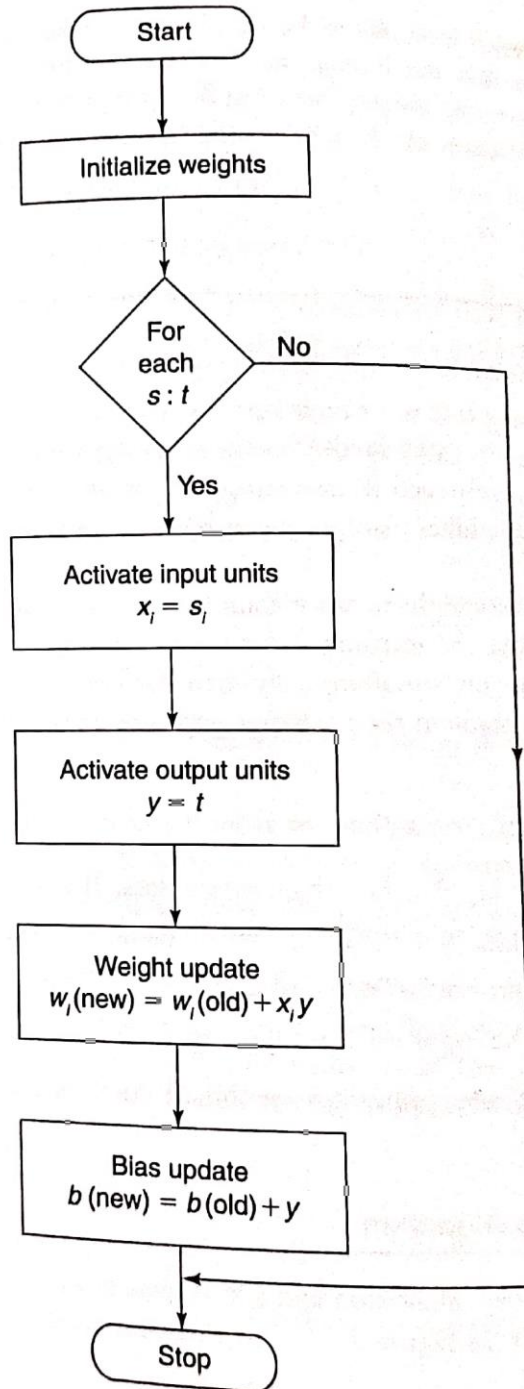 Start
Initialize weights
For
each
s : t
No
Yes
Activate input units
x_i = s_i
Activate output units
y = t
Weight update
w_i(new) = w_i(old) + x_i y
Bias update
b (new) = b (old) + y
Stop